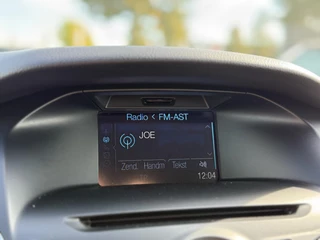 Radio < FM-AST
JOE
Zend. Handm Tekst
12:04